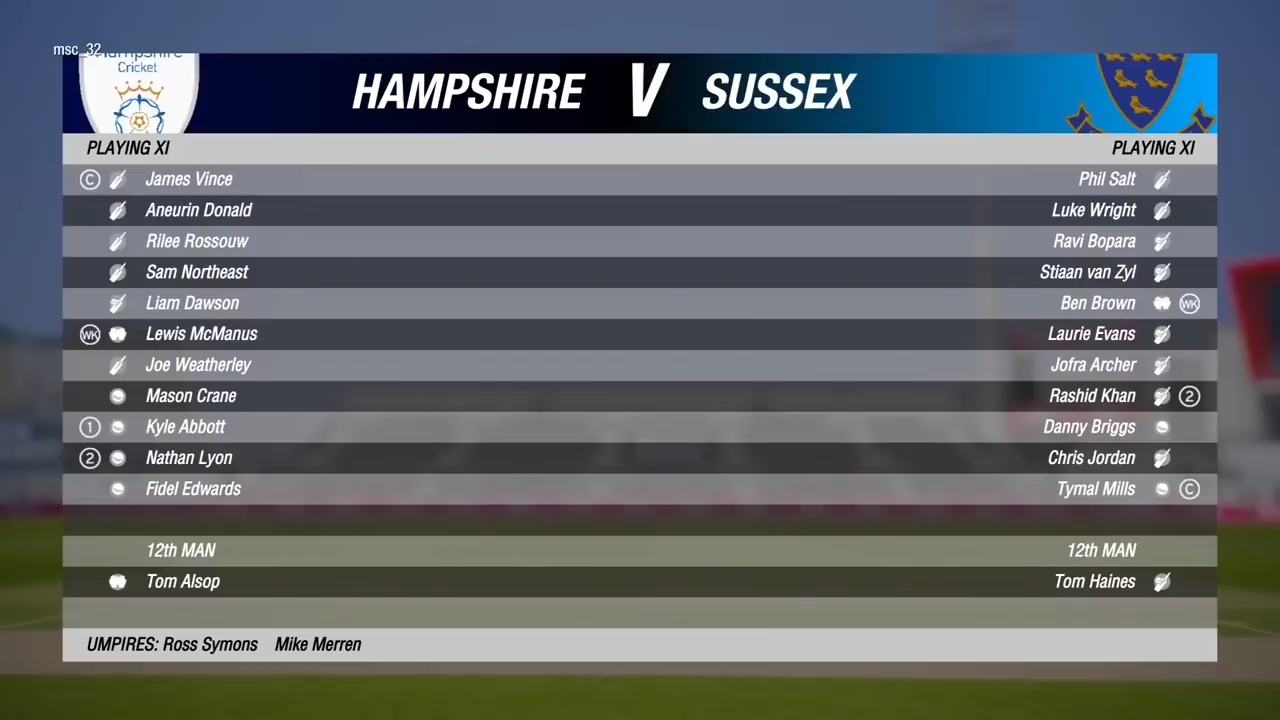 msc_32
Hampshire
Cricket
HAMPSHIRE V SUSSEX
PLAYING XI PLAYING XI
C James Vince Phil Salt
Aneurin Donald Luke Wright
Rilee Rossouw Ravi Bopara
Sam Northeast Stiaan van Zyl
Liam Dawson Ben Brown WK
WK Lewis McManus Laurie Evans
Joe Weatherley Jofra Archer
Mason Crane Rashid Khan 2
1 Kyle Abbott Danny Briggs
2 Nathan Lyon Chris Jordan
Fidel Edwards Tymal Mills C
12th MAN 12th MAN
Tom Alsop Tom Haines
UMPIRES: Ross Symons Mike Merren